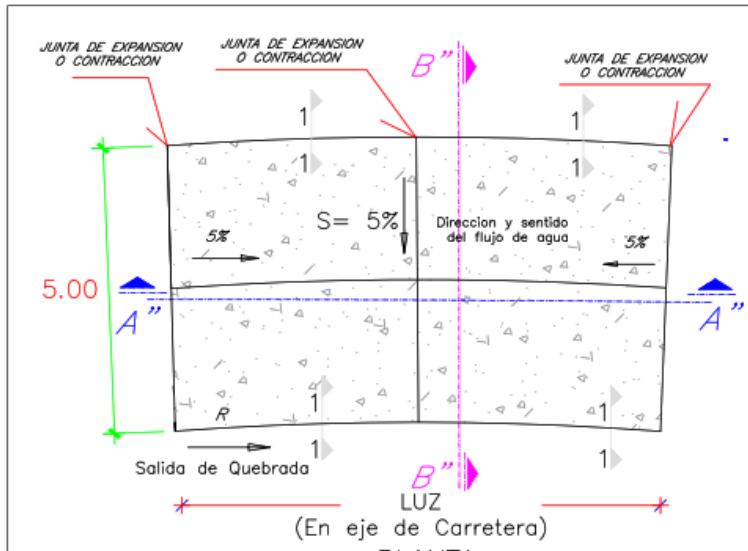 JUNTA DE EXPANSION
O CONTRACCION
JUNTA DE EXPANSION
O CONTRACCION
JUNTA DE EXPANSION
O CONTRACCION
B"
1
1
1
1
S= 5%
Direccion y sentido
del flujo de agua
5%
5%
5.00
A"
A"
R
1
1
1
1
Salida de Quebrada
B"
LUZ
(En eje de Carretera)